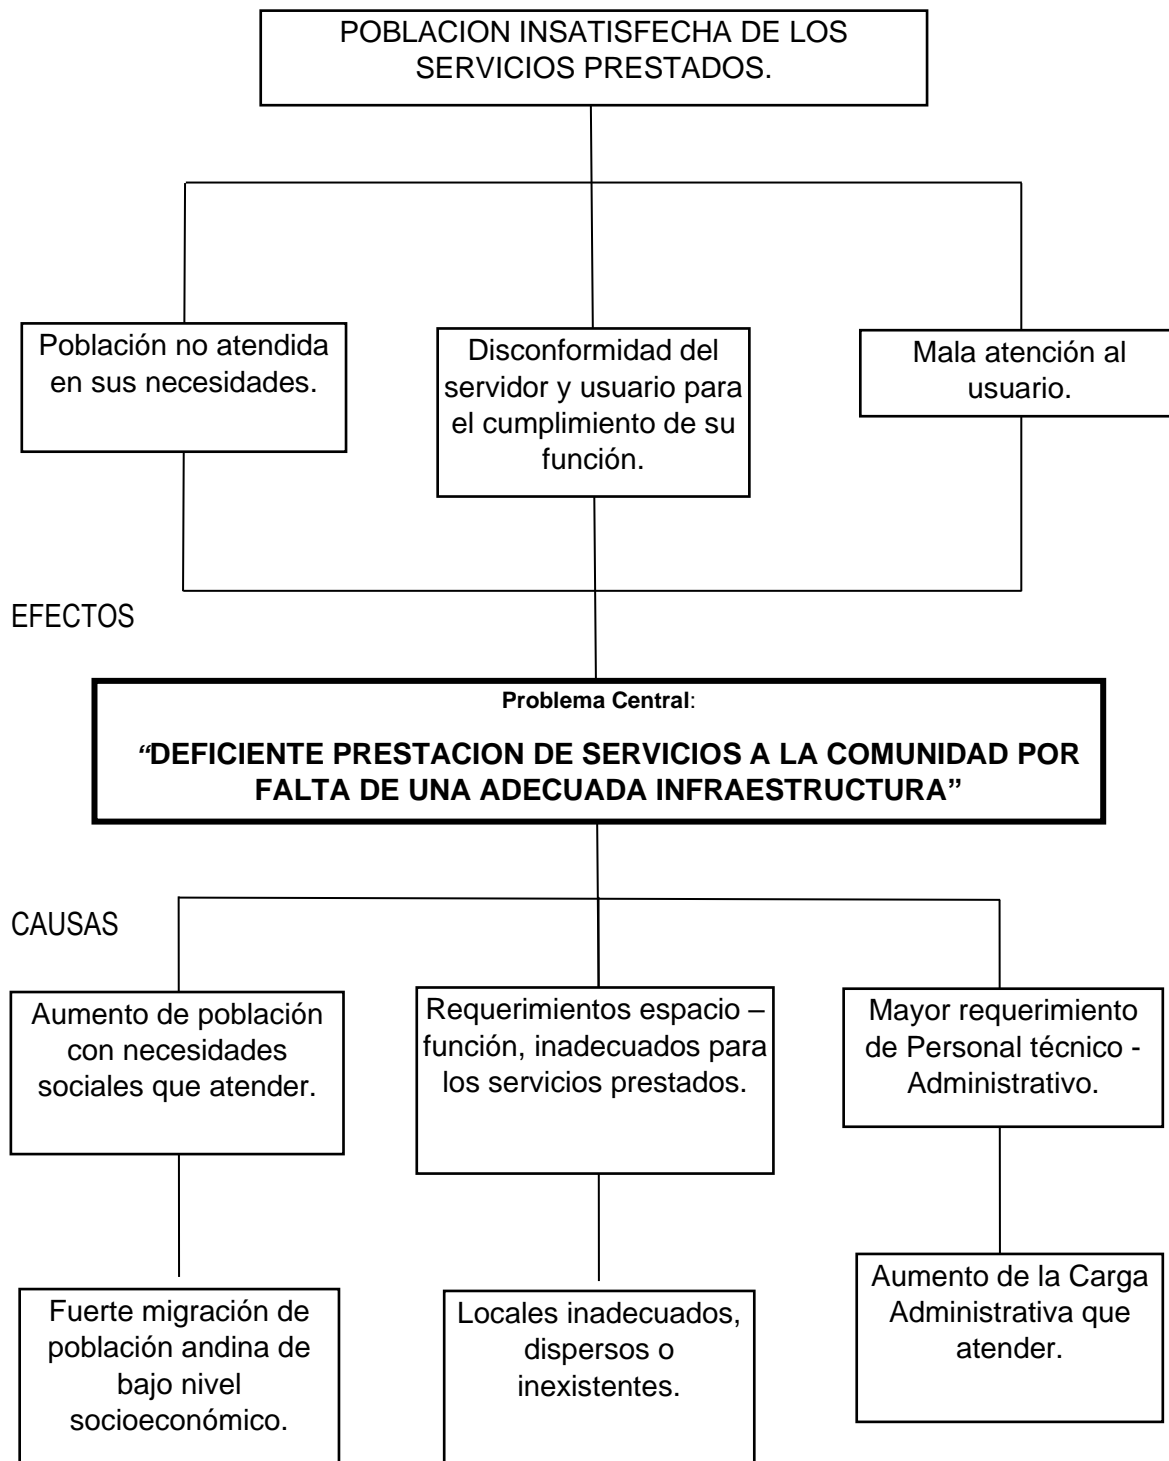 POBLACION INSATISFECHA DE LOS
SERVICIOS PRESTADOS.
Población no atendida
en sus necesidades.
Disconformidad del
servidor y usuario para
el cumplimiento de su
función.
Mala atención al
usuario.
EFECTOS
Problema Central:
“DEFICIENTE PRESTACION DE SERVICIOS A LA COMUNIDAD POR
FALTA DE UNA ADECUADA INFRAESTRUCTURA”
CAUSAS
Aumento de población
con necesidades
sociales que atender.
Requerimientos espacio –
función, inadecuados para
los servicios prestados.
Mayor requerimiento
de Personal técnico -
Administrativo.
Fuerte migración de
población andina de
bajo nivel
socioeconómico.
Locales inadecuados,
dispersos o
inexistentes.
Aumento de la Carga
Administrativa que
atender.